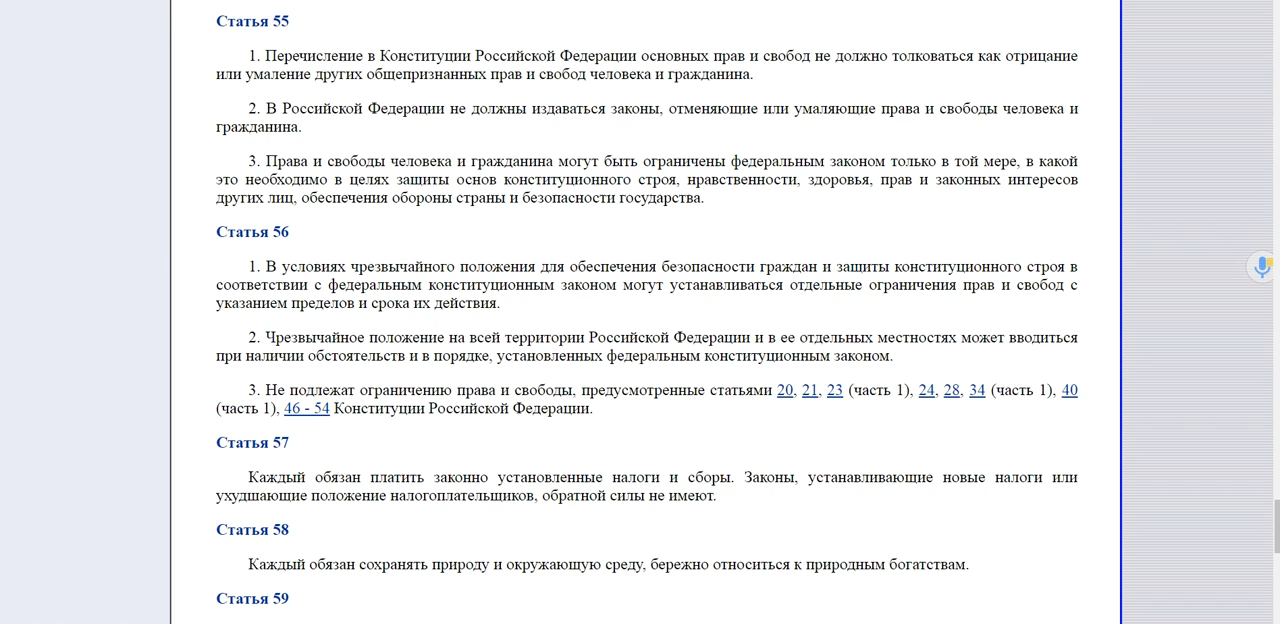 Статья 55
1. Перечисление в Конституции Российской Федерации основных прав и свобод не должно толковаться как отрицание
или умаление других общепризнанных прав и свобод человека и гражданина.
2. В Российской Федерации не должны издаваться законы, отменяющие или умаляющие права и свободы человека и
гражданина.
3. Права и свободы человека и гражданина могут быть ограничены федеральным законом только в той мере, в какой
это необходимо в целях защиты основ конституционного строя, нравственности, здоровья, прав и законных интересов
других лиц, обеспечения обороны страны и безопасности государства.
Статья 56
1. В условиях чрезвычайного положения для обеспечения безопасности граждан и защиты конституционного строя в
соответствии с федеральным конституционным законом могут устанавливаться отдельные ограничения прав и свобод с
указанием пределов и срока их действия.
2. Чрезвычайное положение на всей территории Российской Федерации и в ее отдельных местностях может вводиться
при наличии обстоятельств и в порядке, установленных федеральным конституционным законом.
3. Не подлежат ограничению права и свободы, предусмотренные статьями 20, 21, 23 (часть 1), 24, 28, 34 (часть 1), 40
(часть 1), 46 - 54 Конституции Российской Федерации.
Статья 57
Каждый обязан платить законно установленные налоги и сборы. Законы, устанавливающие новые налоги или
ухудшающие положение налогоплательщиков, обратной силы не имеют.
Статья 58
Каждый обязан сохранять природу и окружающую среду, бережно относиться к природным богатствам.
Статья 59